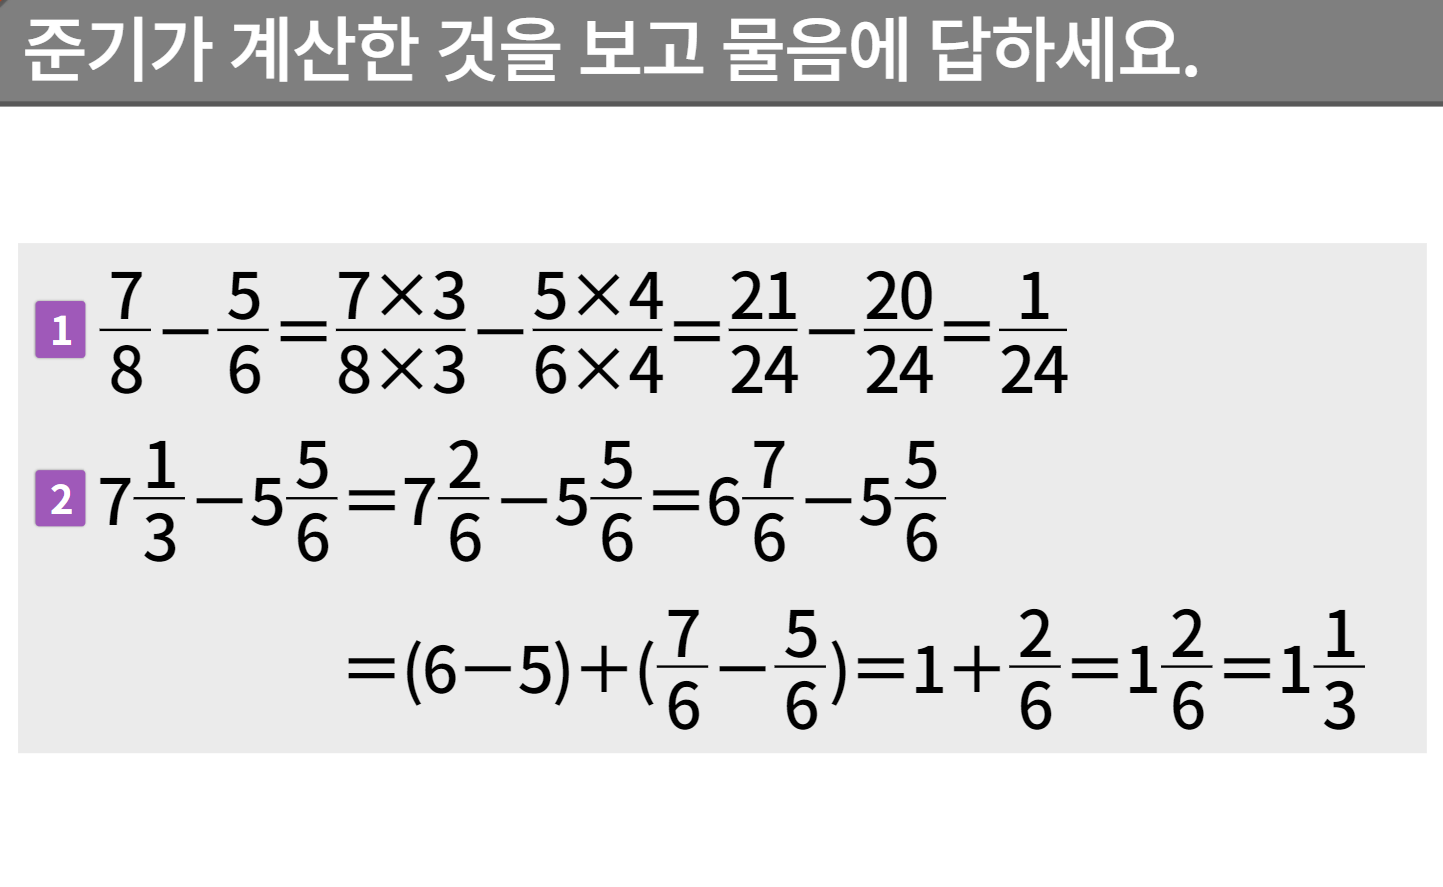 준기가 계산한 것을 보고 물음에 답하세요.
1 7/8 − 5/6 = 7×3/8×3 − 5×4/6×4 = 21/24 − 20/24 = 1/24
2 7 1/3 − 5 5/6 = 7 2/6 − 5 5/6 = 6 7/6 − 5 5/6
= (6−5) + (7/6 − 5/6) = 1 + 2/6 = 1 2/6 = 1 1/3